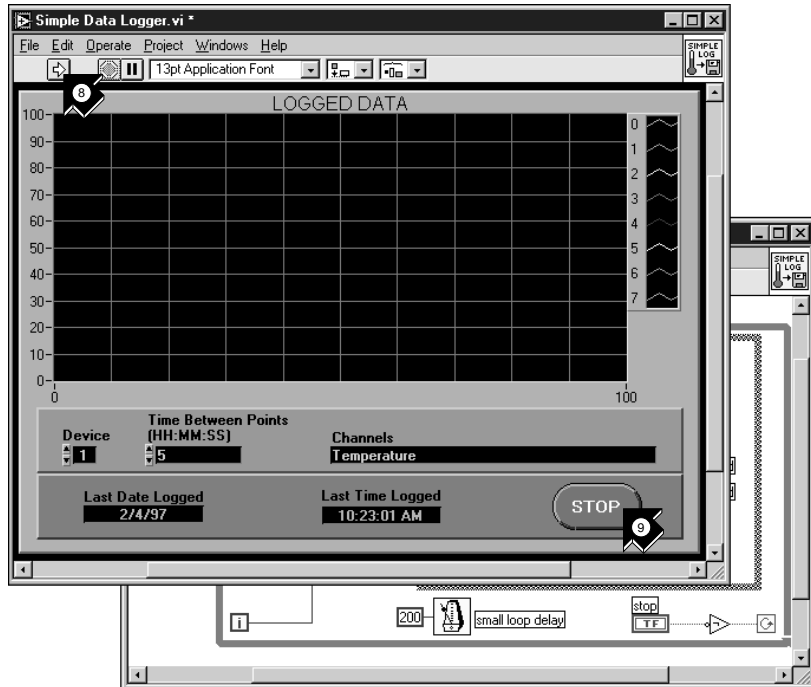 Simple Data Logger.vi *
File Edit Operate Project Windows Help
SIMPLE
LOG
13pt Application Font
8
LOGGED DATA
100
90
80
70
60
50
40
30
20
10
0
0
100
0
1
2
3
4
5
6
7
Device
1
Time Between Points
(HH:MM:SS)
5
Channels
Temperature
Last Date Logged
2/4/97
Last Time Logged
10:23:01 AM
STOP
9
SIMPLE
LOG
i
200
small loop delay
stop
TF